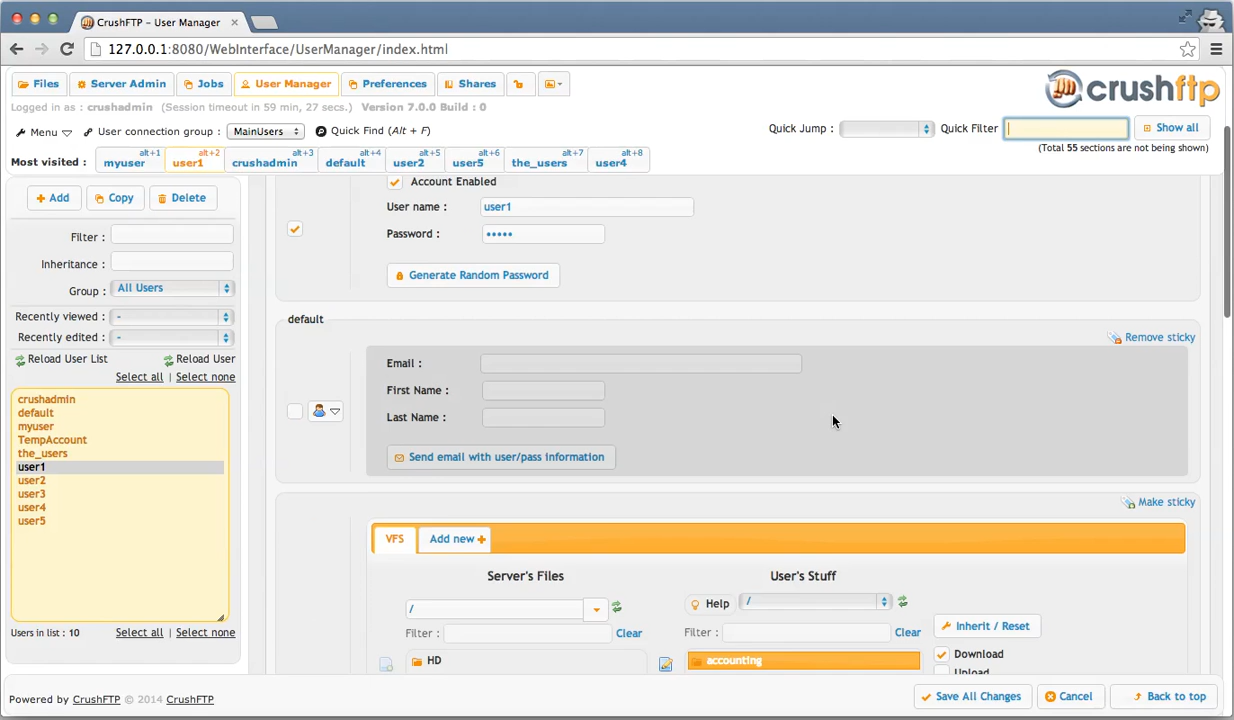 CrushFTP – User Manager
127.0.0.1:8080/WebInterface/UserManager/index.html
Files Server Admin Jobs User Manager Preferences Shares
crushftp
Logged in as : crushadmin (Session timeout in 59 min, 27 secs.) Version 7.0.0 Build : 0
Menu User connection group : MainUsers Quick Find (Alt + F) Quick Jump : Quick Filter Show all
(Total 55 sections are not being shown)
alt+1 alt+2 alt+3 alt+4 alt+5 alt+6 alt+7 alt+8
Most visited : myuser user1 crushadmin default user2 user5 the_users user4
Add Copy Delete
Filter :
Inheritance :
Group : All Users
Recently viewed : -
Recently edited : -
Reload User List Reload User
Select all | Select none
crushadmin
default
myuser
TempAccount
the_users
user1
user2
user3
user4
user5
Users in list : 10 Select all | Select none
Account Enabled
User name : user1
Password : •••••
Generate Random Password
default
Remove sticky
Email :
First Name :
Last Name :
Send email with user/pass information
Make sticky
VFS Add new
Server's Files User's Stuff
/ Help /
Filter : Clear Filter : Clear
Inherit / Reset
HD accounting
Download
Upload
Powered by CrushFTP © 2014 CrushFTP
Save All Changes Cancel Back to top